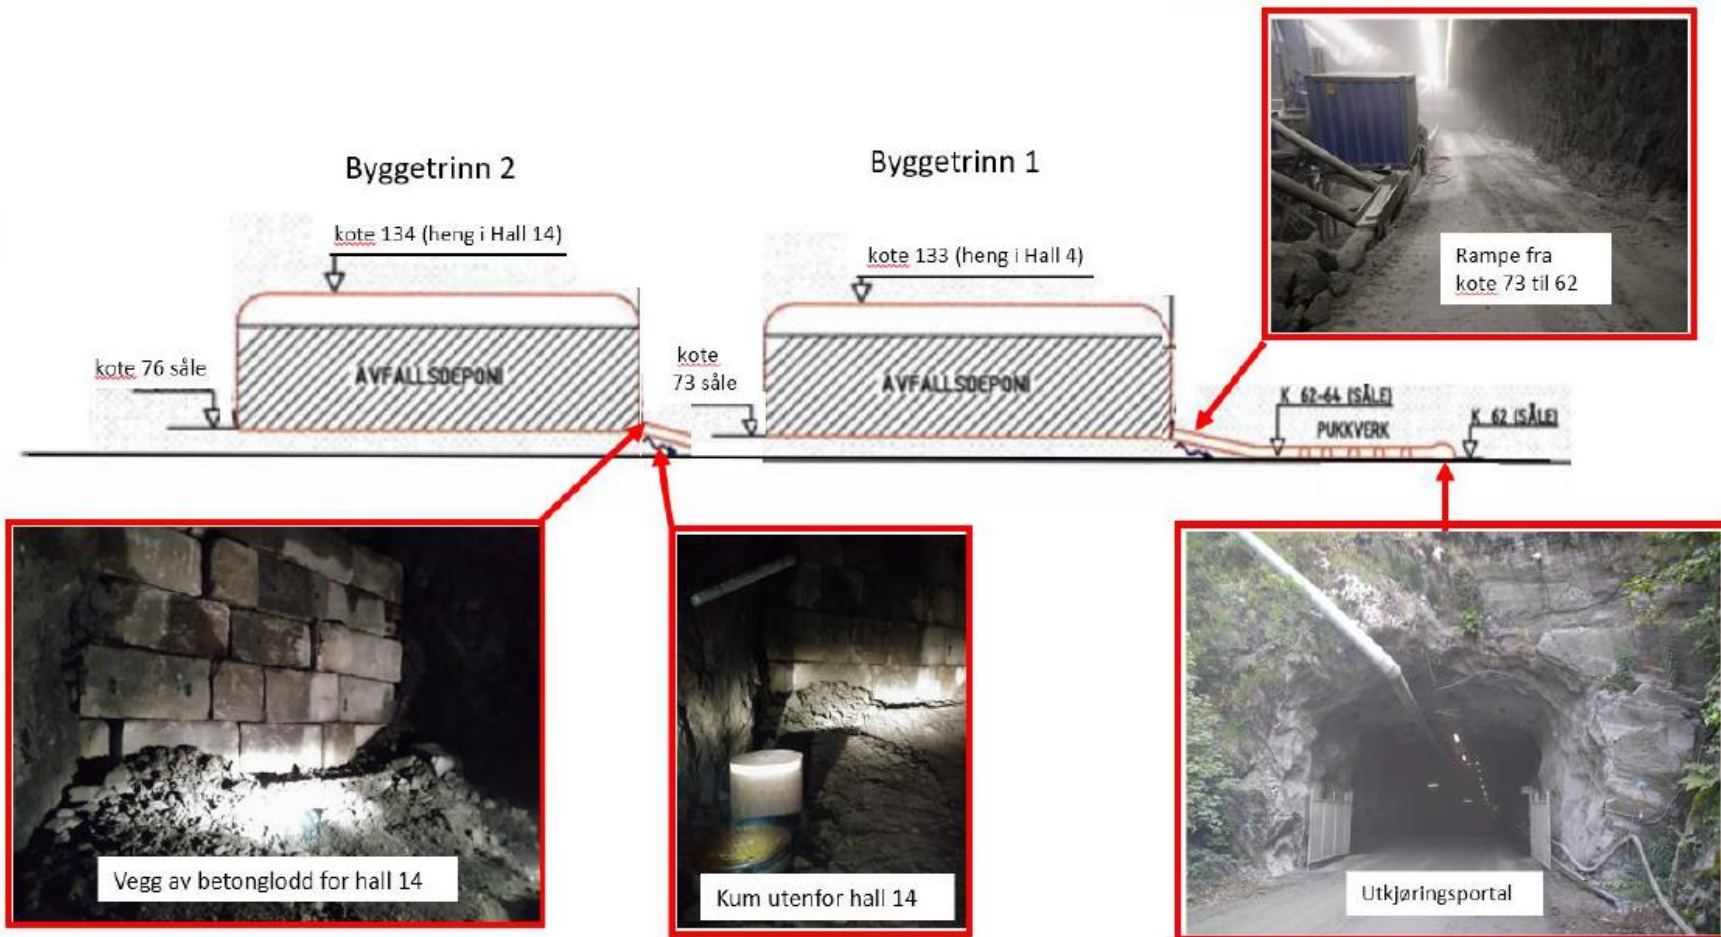 Byggetrinn 2
Byggetrinn 1
kote 134 (heng i Hall 14)
kote 133 (heng i Hall 4)
Rampe fra
kote 73 til 62
kote 76 såle
AVFALLSDEPONI
kote
73 såle
AVFALLSDEPONI
K 62-64 (SÅLE)
PUKKVERK
K 62 (SÅLE)
Vegg av betonglodd for hall 14
Kum utenfor hall 14
Utkjøringsportal